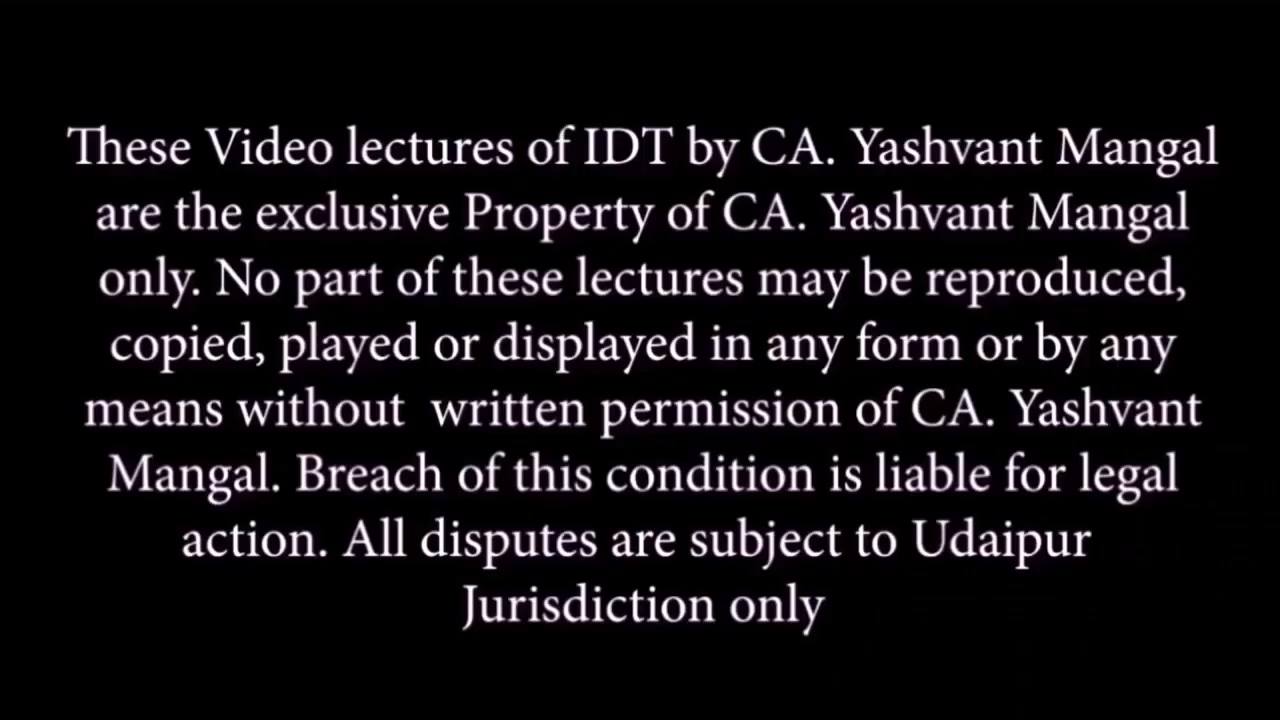 These Video lectures of IDT by CA. Yashvant Mangal
are the exclusive Property of CA. Yashvant Mangal
only. No part of these lectures may be reproduced,
copied, played or displayed in any form or by any
means without  written permission of CA. Yashvant
Mangal. Breach of this condition is liable for legal
action. All disputes are subject to Udaipur
Jurisdiction only